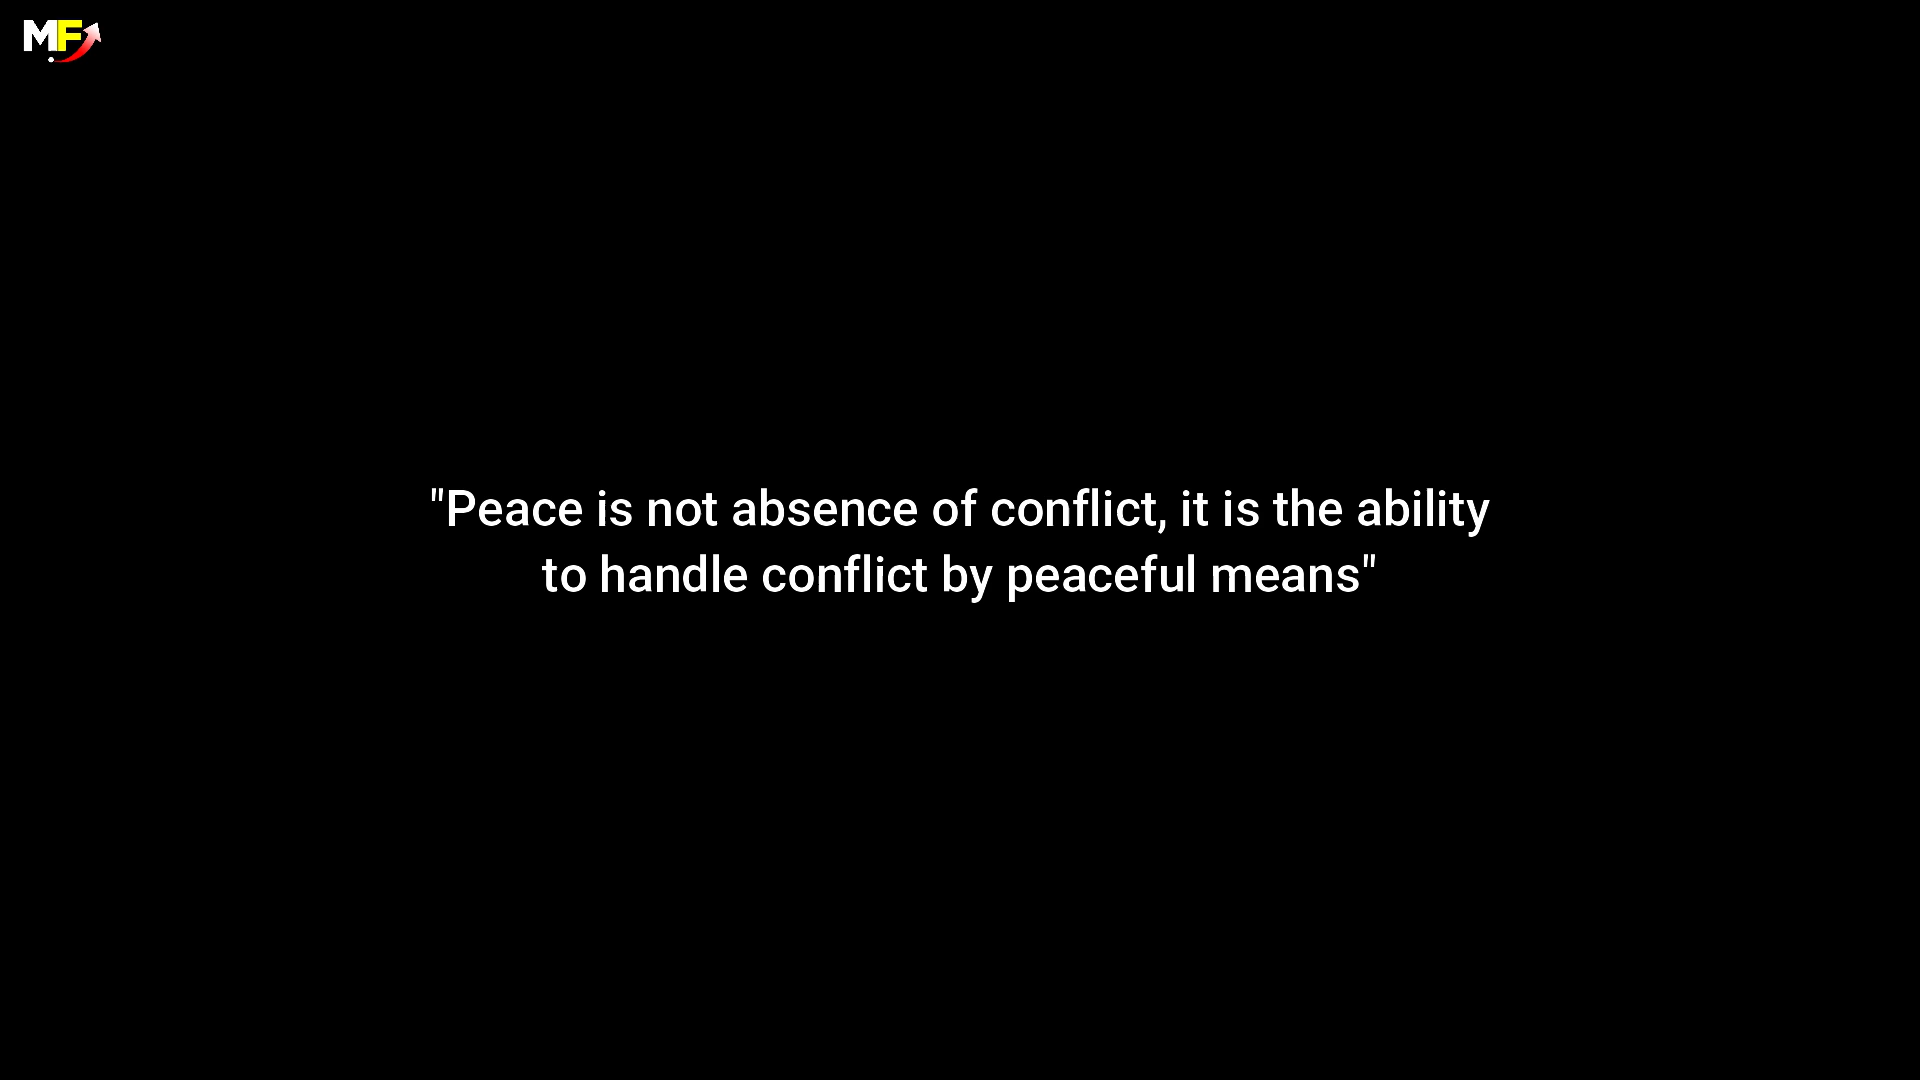 MF
"Peace is not absence of conflict, it is the ability
to handle conflict by peaceful means"